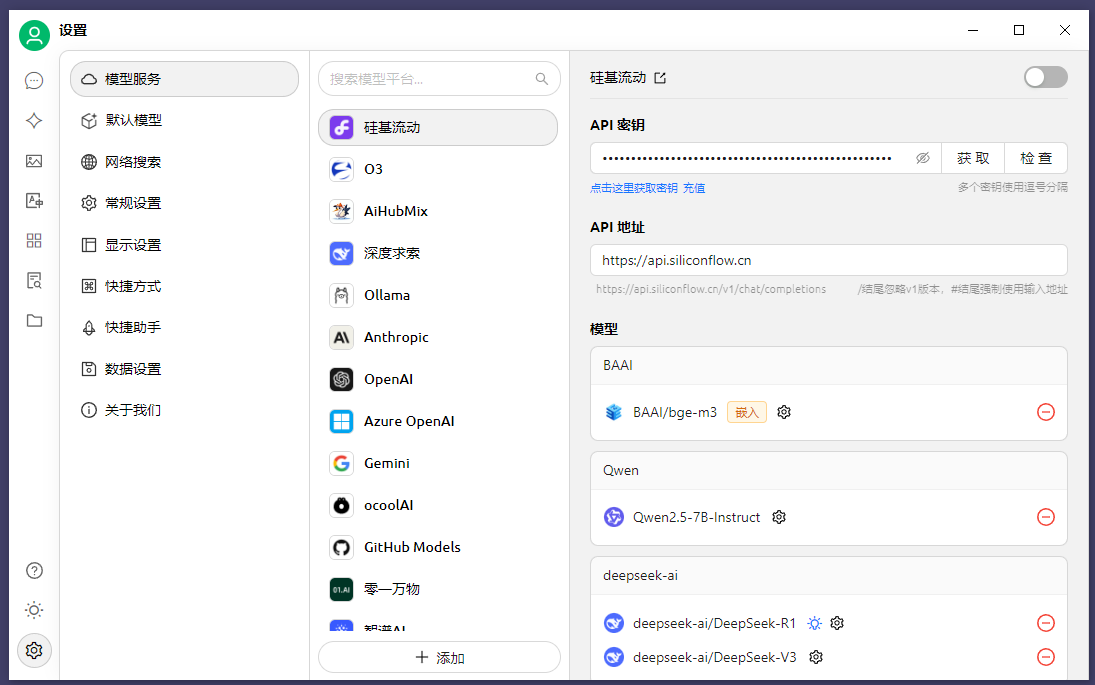 设置
模型服务
默认模型
网络搜索
常规设置
显示设置
快捷方式
快捷助手
数据设置
关于我们
搜索模型平台...
硅基流动
O3
AiHubMix
深度求索
Ollama
Anthropic
OpenAI
Azure OpenAI
Gemini
ocoolAI
GitHub Models
01.AI 零一万物
智谱AI
添加
硅基流动
API 密钥
•••••••••••••••••••••••••••••••••••••••••••••••••••
获 取
检 查
点击这里获取密钥 充值
多个密钥使用逗号分隔
API 地址
https://api.siliconflow.cn
https://api.siliconflow.cn/v1/chat/completions
/结尾忽略v1版本，#结尾强制使用输入地址
模型
BAAI
BAAI/bge-m3 嵌入
Qwen
Qwen2.5-7B-Instruct
deepseek-ai
deepseek-ai/DeepSeek-R1
deepseek-ai/DeepSeek-V3